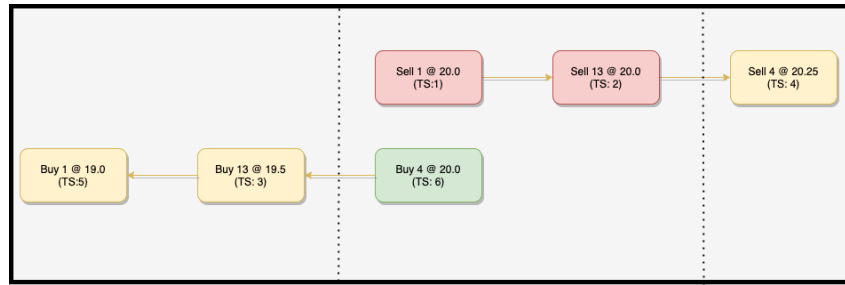 Sell 1 @ 20.0
(TS:1)
Sell 13 @ 20.0
(TS: 2)
Sell 4 @ 20.25
(TS: 4)
Buy 1 @ 19.0
(TS:5)
Buy 13 @ 19.5
(TS: 3)
Buy 4 @ 20.0
(TS: 6)